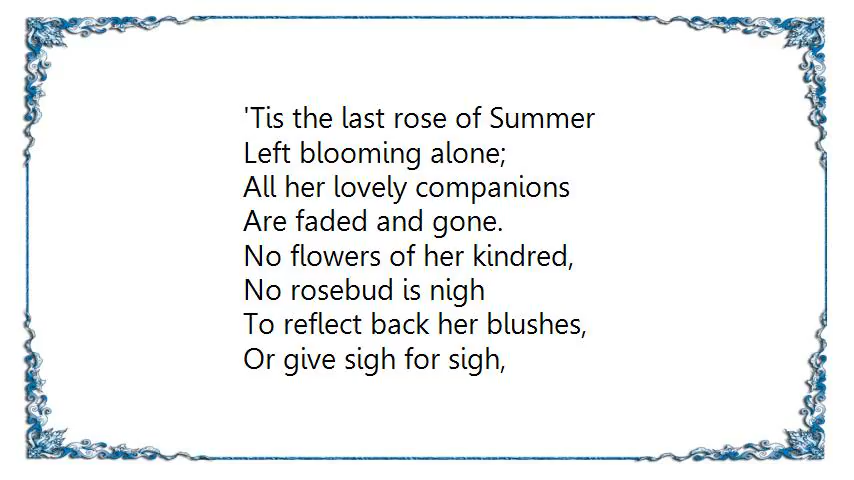 'Tis the last rose of Summer
Left blooming alone;
All her lovely companions
Are faded and gone.
No flowers of her kindred,
No rosebud is nigh
To reflect back her blushes,
Or give sigh for sigh,